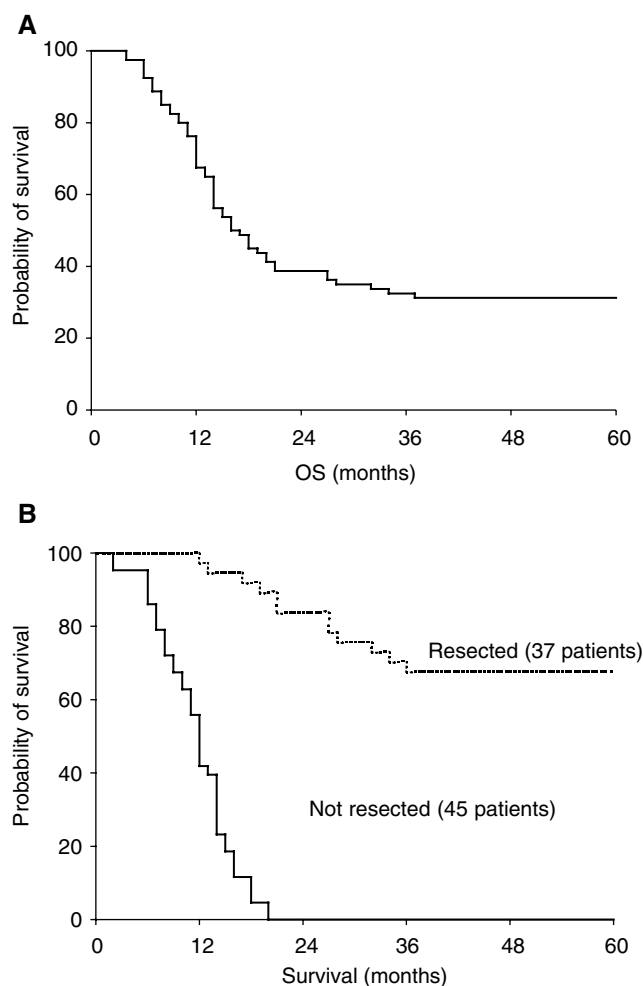 A
Probability of survival
100
80
60
40
20
0
0 12 24 36 48 60
OS (months)
B
Probability of survival
100
80
60
40
20
0
Resected (37 patients)
Not resected (45 patients)
0 12 24 36 48 60
Survival (months)